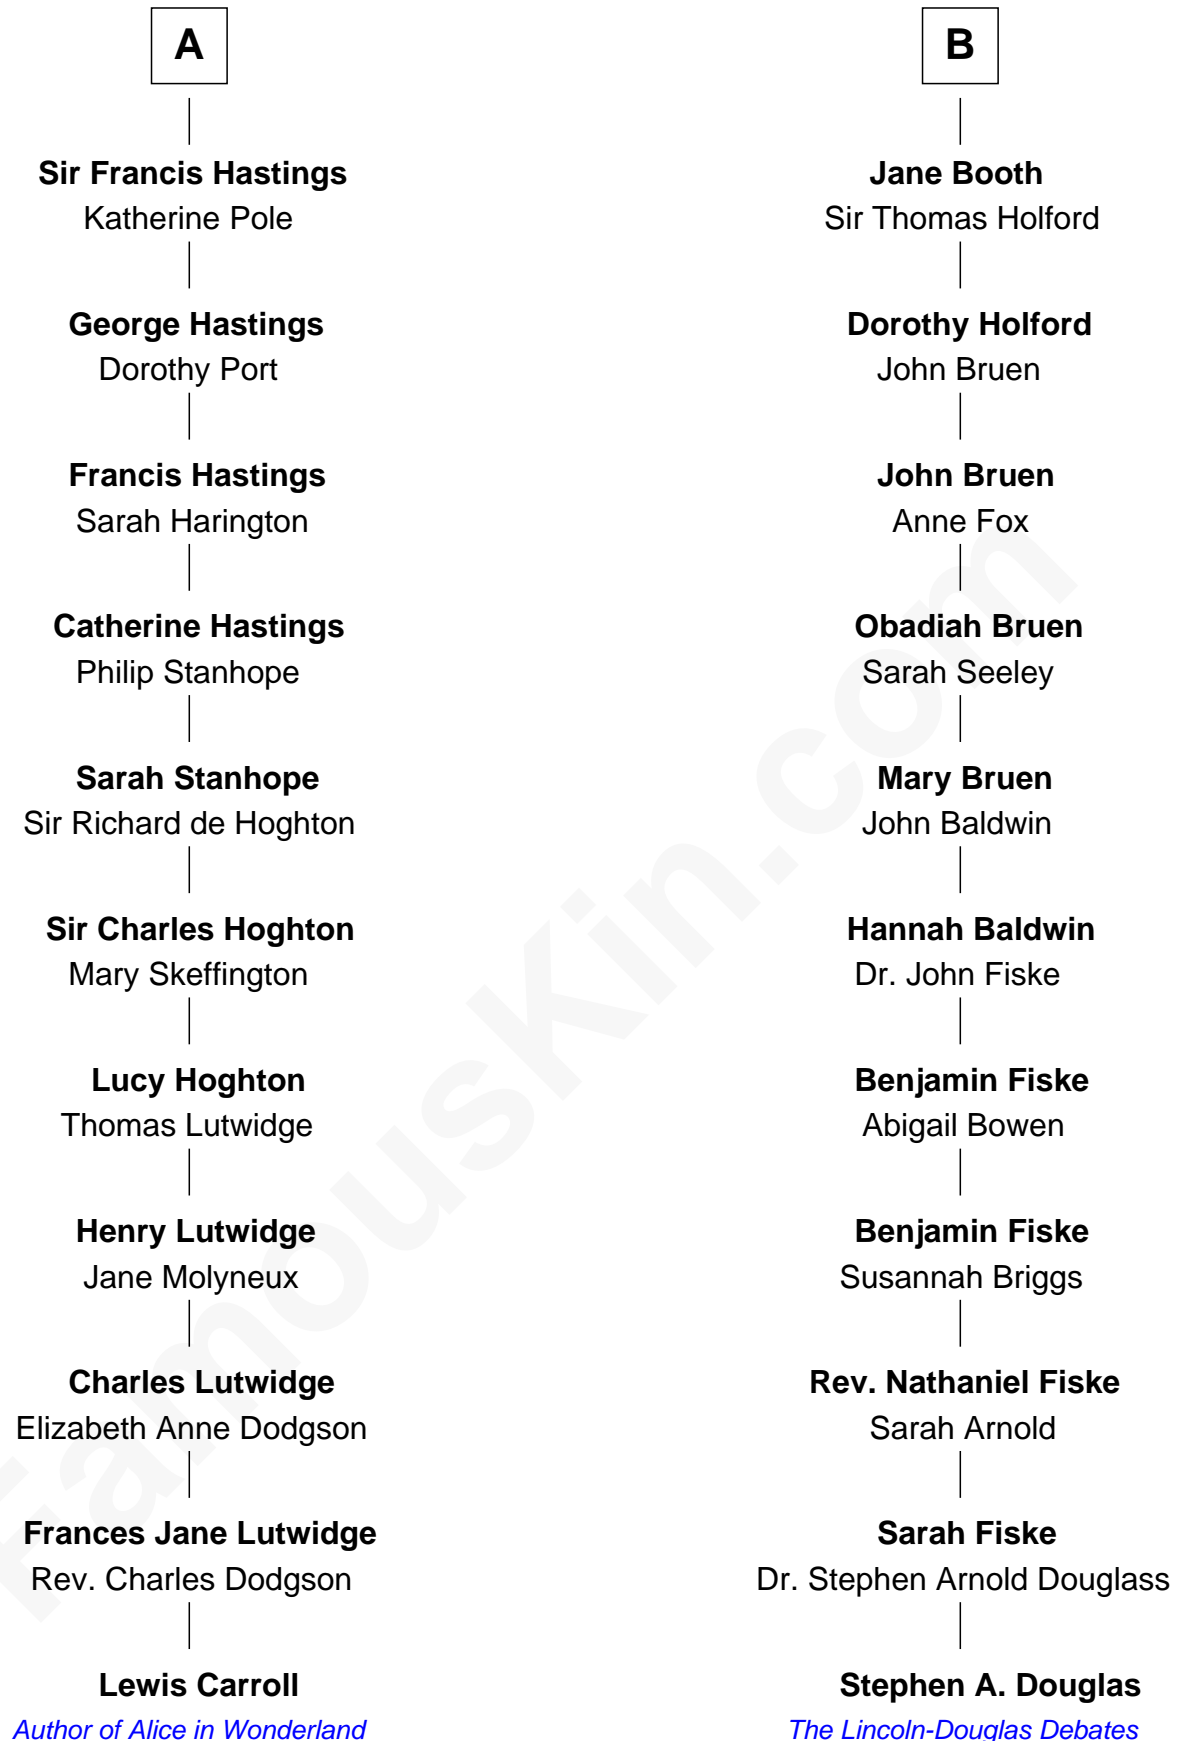 A
Sir Francis Hastings
Katherine Pole
George Hastings
Dorothy Port
Francis Hastings
Sarah Harington
Catherine Hastings
Philip Stanhope
Sarah Stanhope
Sir Richard de Hoghton
Sir Charles Hoghton
Mary Skeffington
Lucy Hoghton
Thomas Lutwidge
Henry Lutwidge
Jane Molyneux
Charles Lutwidge
Elizabeth Anne Dodgson
Frances Jane Lutwidge
Rev. Charles Dodgson
Lewis Carroll
Author of Alice in Wonderland
B
Jane Booth
Sir Thomas Holford
Dorothy Holford
John Bruen
John Bruen
Anne Fox
Obadiah Bruen
Sarah Seeley
Mary Bruen
John Baldwin
Hannah Baldwin
Dr. John Fiske
Benjamin Fiske
Abigail Bowen
Benjamin Fiske
Susannah Briggs
Rev. Nathaniel Fiske
Sarah Arnold
Sarah Fiske
Dr. Stephen Arnold Douglass
Stephen A. Douglas
The Lincoln-Douglas Debates
FamousKin.com